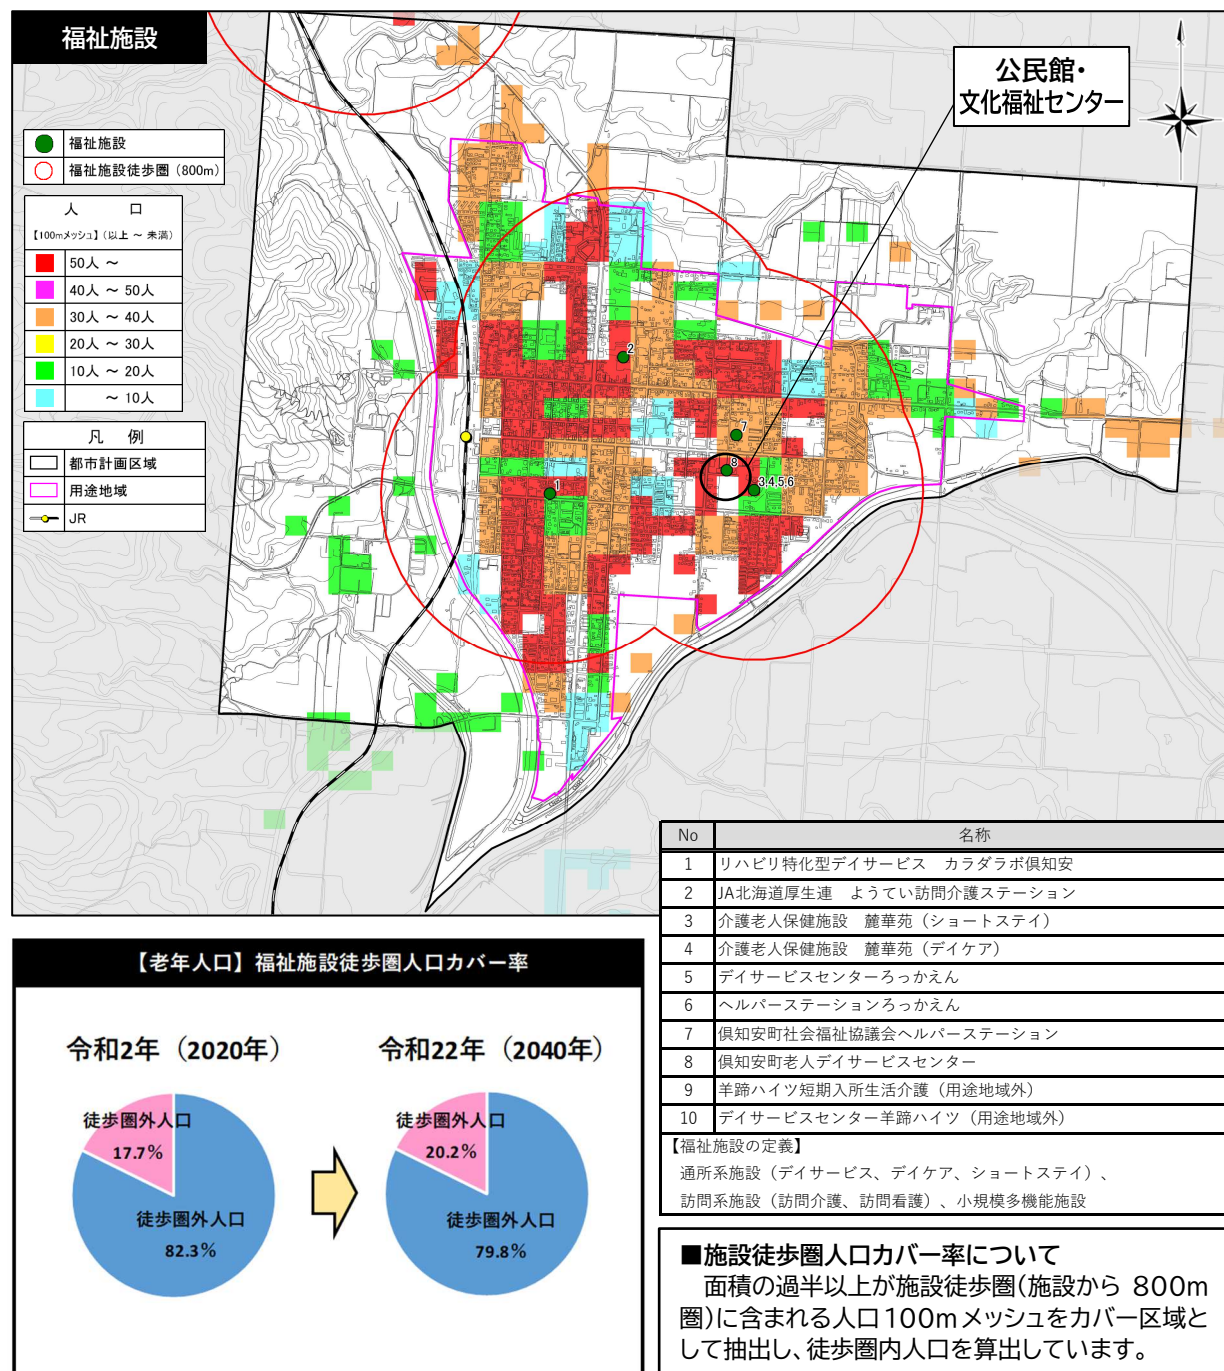 福祉施設
公民館・
文化福祉センター
福祉施設
福祉施設徒歩圏（800m）
人　口
【100mメッシュ】（以上 ～ 未満）
50人 ～
40人 ～ 50人
30人 ～ 40人
20人 ～ 30人
10人 ～ 20人
～ 10人
凡 例
都市計画区域
用途地域
JR
2
7
8
3,4,5,6
1
No 名称
1 リハビリ特化型デイサービス　カラダラボ倶知安
2 JA北海道厚生連　ようてい訪問介護ステーション
3 介護老人保健施設　麓華苑（ショートステイ）
4 介護老人保健施設　麓華苑（デイケア）
5 デイサービスセンターろっかえん
6 ヘルパーステーションろっかえん
7 倶知安町社会福祉協議会ヘルパーステーション
8 倶知安町老人デイサービスセンター
9 羊蹄ハイツ短期入所生活介護（用途地域外）
10 デイサービスセンター羊蹄ハイツ（用途地域外）
【福祉施設の定義】
通所系施設（デイサービス、デイケア、ショートステイ）、
訪問系施設（訪問介護、訪問看護）、小規模多機能施設
【老年人口】福祉施設徒歩圏人口カバー率
令和2年（2020年）
徒歩圏外人口
17.7%
徒歩圏外人口
82.3%
令和22年（2040年）
徒歩圏外人口
20.2%
徒歩圏外人口
79.8%
■施設徒歩圏人口カバー率について
面積の過半以上が施設徒歩圏(施設から 800m
圏)に含まれる人口100mメッシュをカバー区域と
して抽出し、徒歩圏内人口を算出しています。